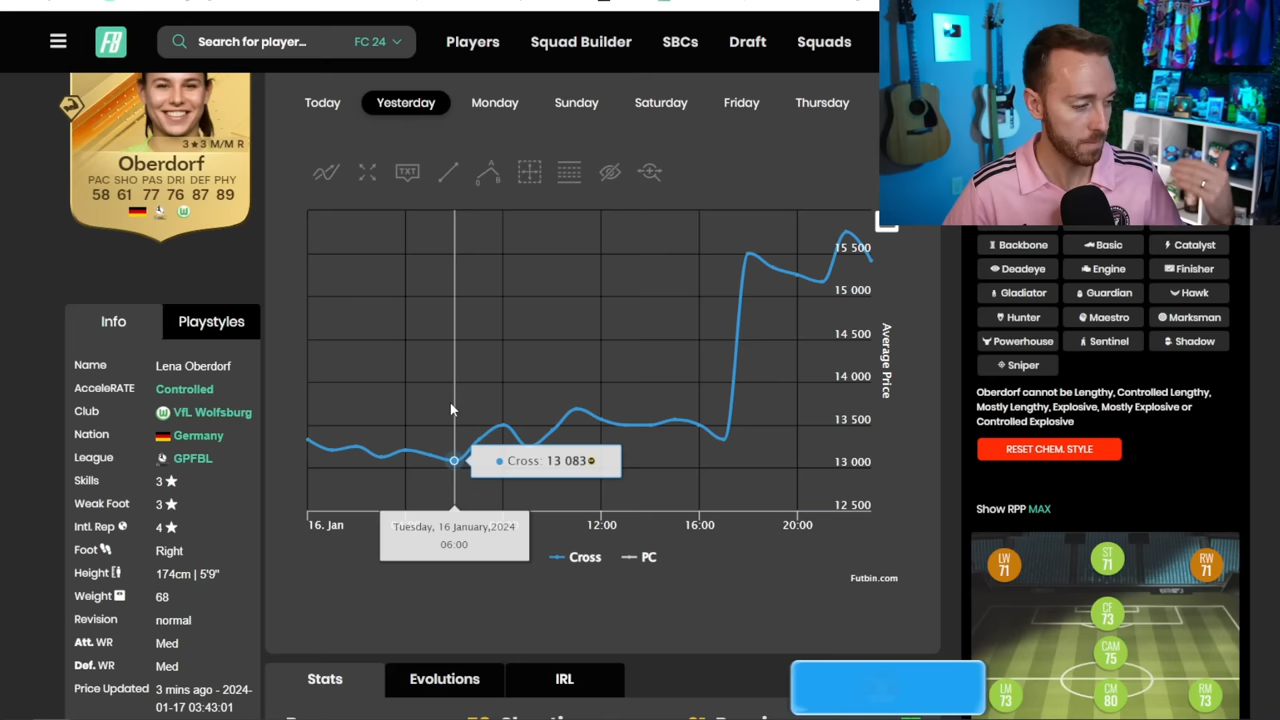 FB
Search for player...
FC 24
Players
Squad Builder
SBCs
Draft
Squads
3★3 M/M R
Oberdorf
PAC SHO PAS DRI DEF PHY
58 61 77 76 87 89
Today
Yesterday
Monday
Sunday
Saturday
Friday
Thursday
TXT
15 500
15 000
14 500
14 000
13 500
13 000
12 500
Average Price
Cross: 13 083
16. Jan
12:00
16:00
20:00
Tuesday, 16 January,2024
06:00
Cross
PC
Futbin.com
Info
Playstyles
Name Lena Oberdorf
AcceleRATE Controlled
Club VfL Wolfsburg
Nation Germany
League GPFBL
Skills 3 ★
Weak Foot 3 ★
Intl. Rep 4 ★
Foot Right
Height 174cm | 5'9"
Weight 68
Revision normal
Att. WR Med
Def. WR Med
Price Updated 3 mins ago - 2024-
01-17 03:43:01
Stats
Evolutions
IRL
Backbone
Basic
Catalyst
Deadeye
Engine
Finisher
Gladiator
Guardian
Hawk
Hunter
Maestro
Marksman
Powerhouse
Sentinel
Shadow
Sniper
Oberdorf cannot be Lengthy, Controlled Lengthy,
Mostly Lengthy, Explosive, Mostly Explosive or
Controlled Explosive
RESET CHEM. STYLE
Show RPP MAX
LW
71
ST
71
RW
71
CF
73
CAM
75
LM
73
CM
80
RM
73